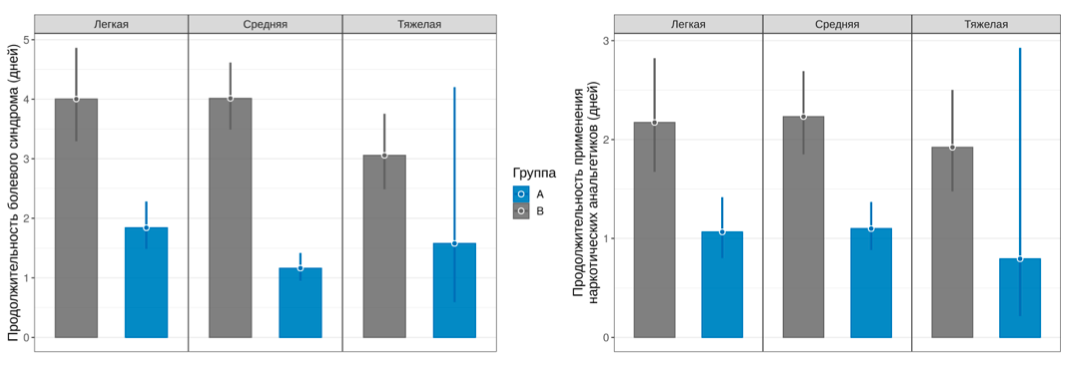 Легкая
Средняя
Тяжелая
Продолжительность болевого синдрома (дней)
5
4
3
2
1
0
Группа
A
B
Легкая
Средняя
Тяжелая
Продолжительность применения
наркотических анальгетиков (дней)
3
2
1
0